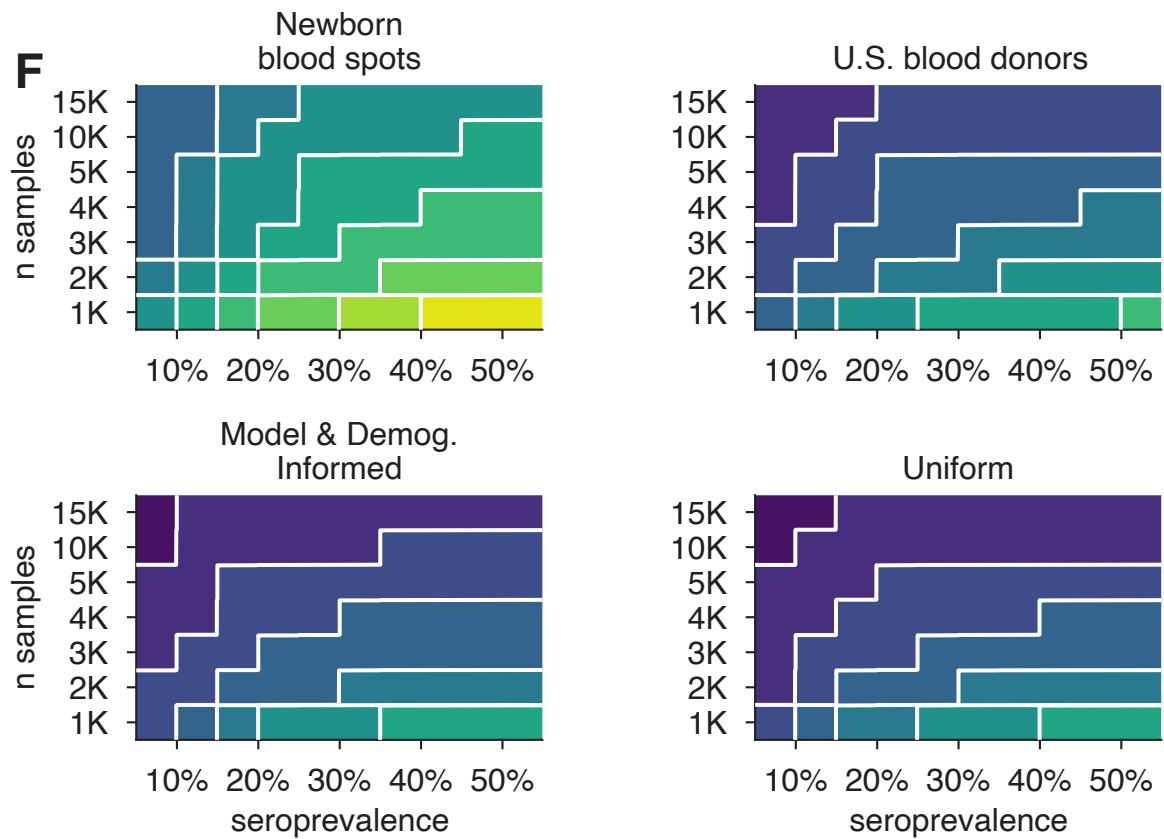 F
Newborn
blood spots
n samples
15K
10K
5K
4K
3K
2K
1K
10% 20% 30% 40% 50%
U.S. blood donors
15K
10K
5K
4K
3K
2K
1K
10% 20% 30% 40% 50%
Model & Demog.
Informed
n samples
15K
10K
5K
4K
3K
2K
1K
10% 20% 30% 40% 50%
seroprevalence
Uniform
15K
10K
5K
4K
3K
2K
1K
10% 20% 30% 40% 50%
seroprevalence